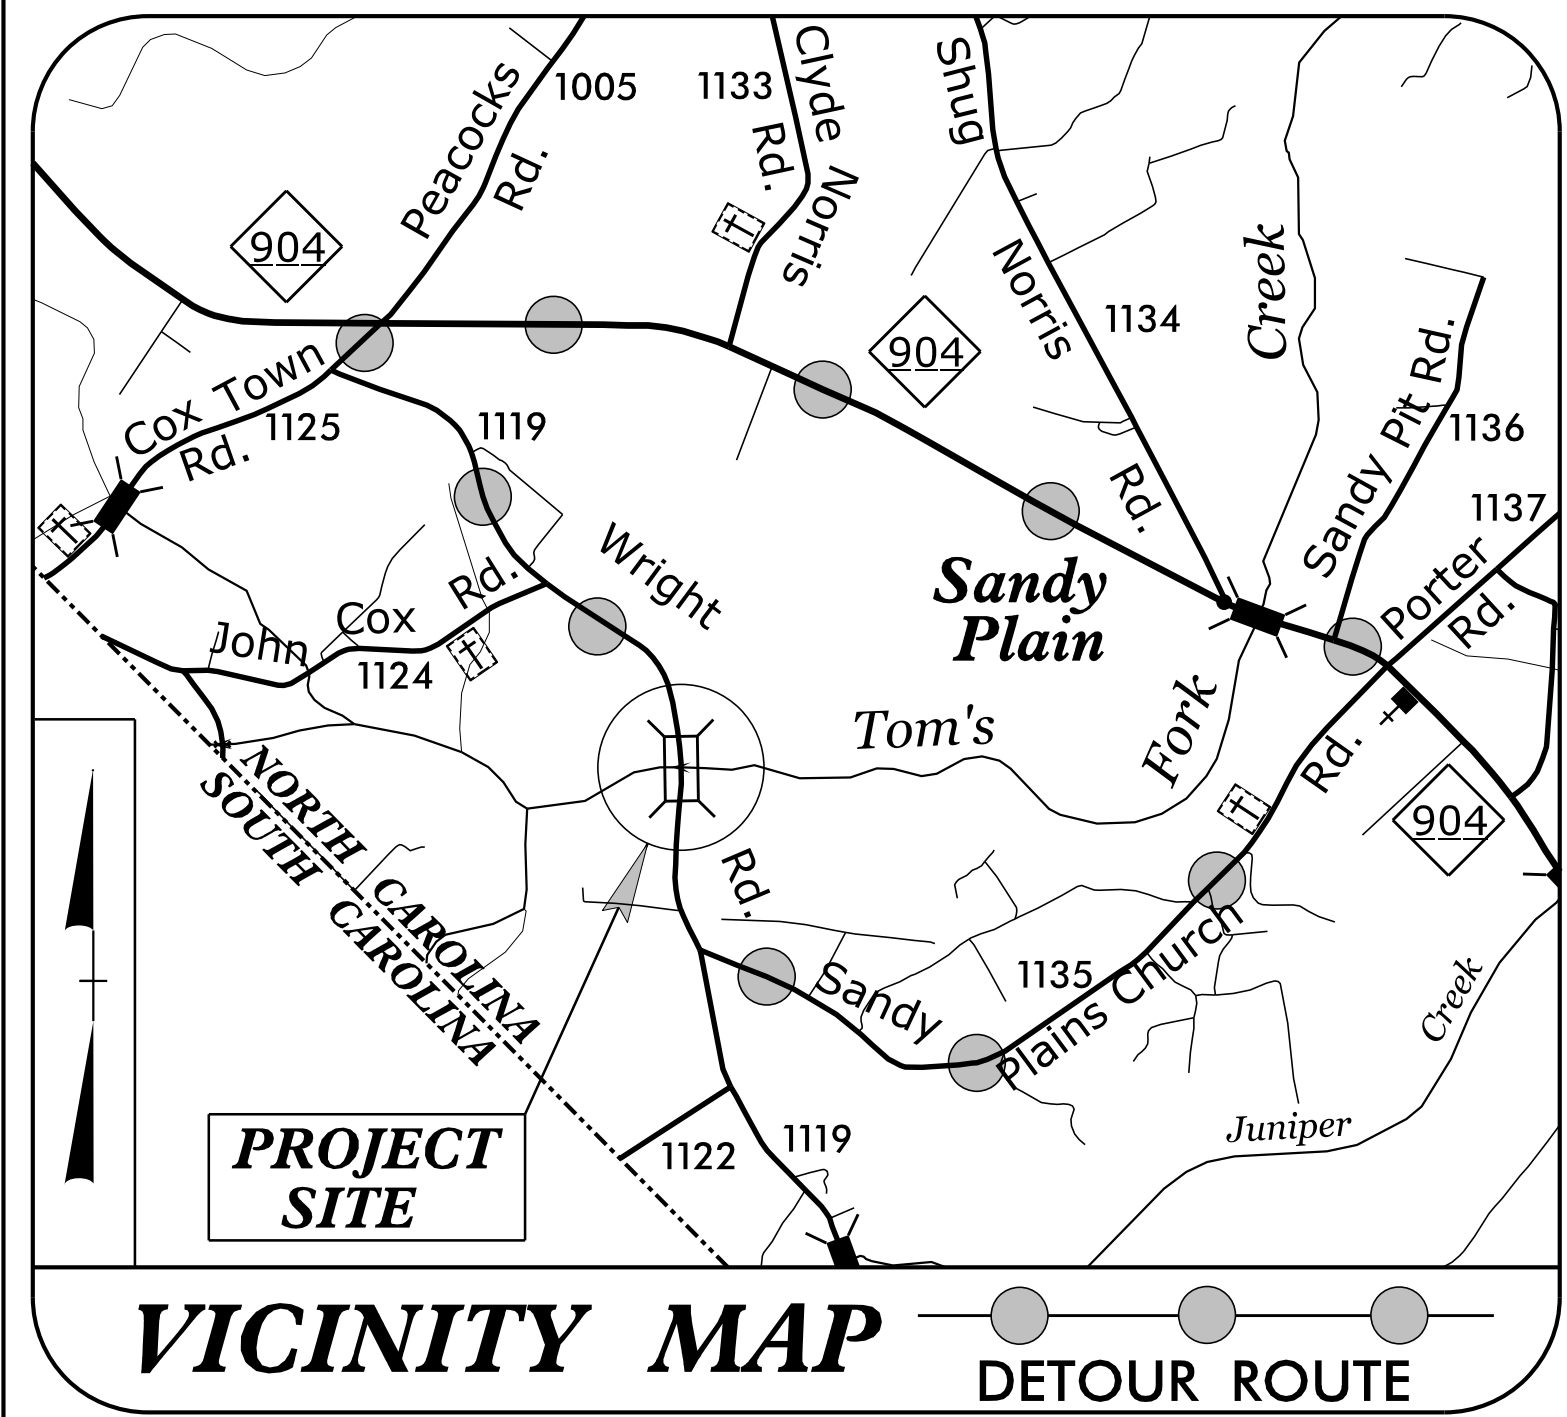 Peacocks
Rd.
1005
1133
Clyde Norris
Rd.
Shug
Norris
Rd.
1134
904
904
Creek
Sandy Pit Rd.
1136
1137
Porter
Rd.
Cox Town
Rd.
1125
1119
Wright
Rd.
John Cox Rd.
1124
Sandy
Plain
Tom's
Fork
Rd.
904
NORTH CAROLINA
SOUTH CAROLINA
Sandy
Plains Church
1135
Creek
Juniper
PROJECT
SITE
1122
1119
VICINITY MAP
DETOUR ROUTE